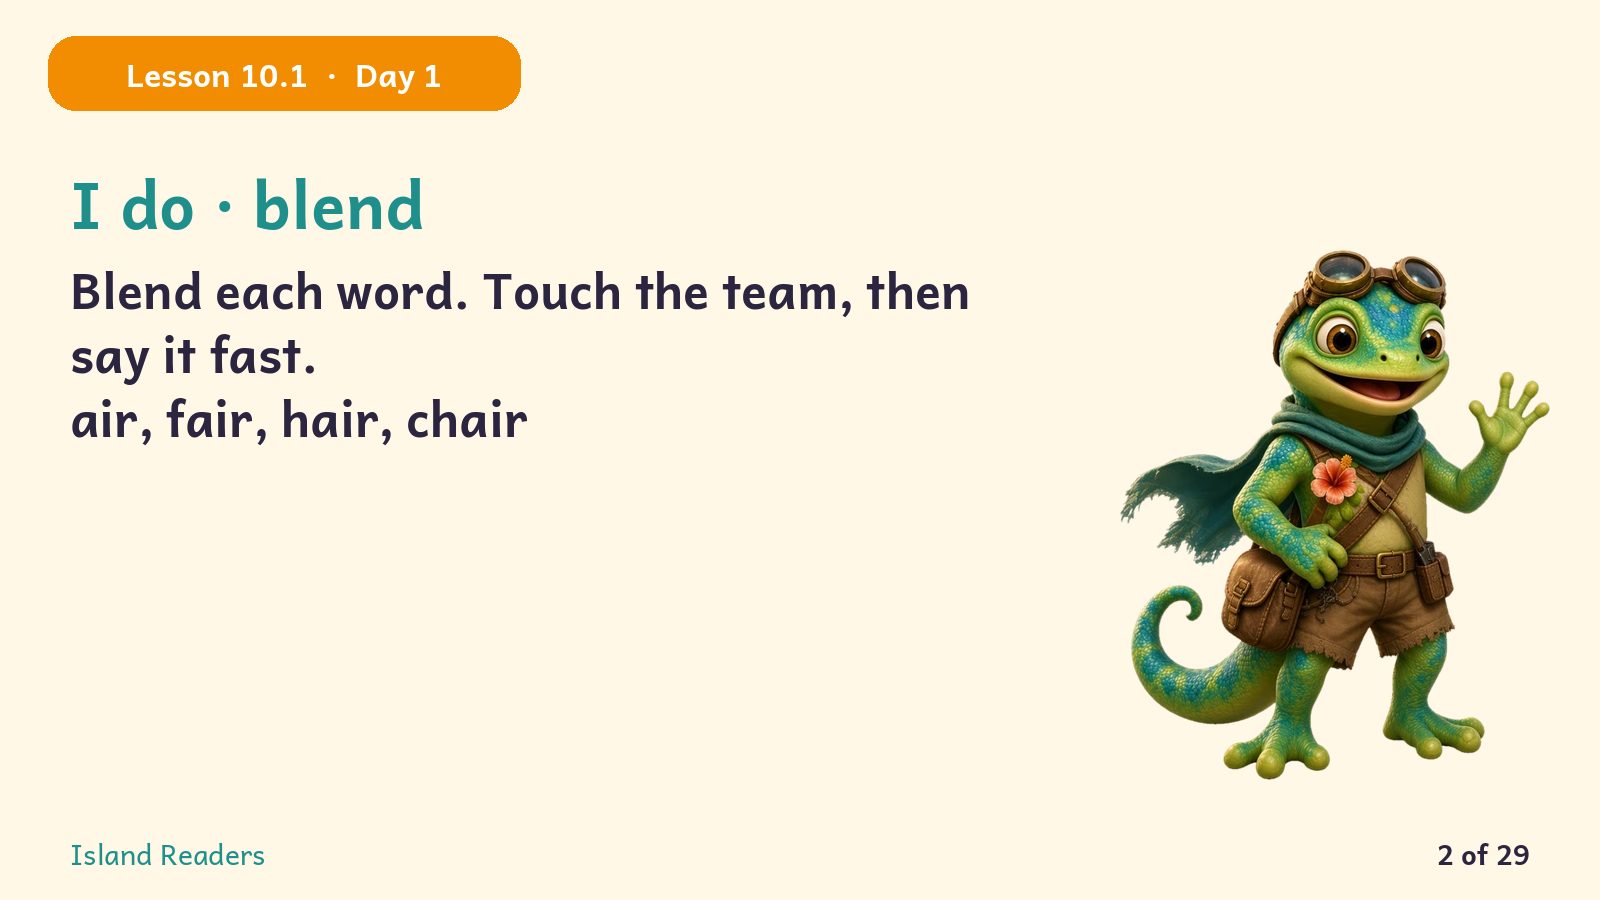 Lesson 10.1 · Day 1
I do · blend
Blend each word. Touch the team, then
say it fast.
air, fair, hair, chair
Island Readers
2 of 29